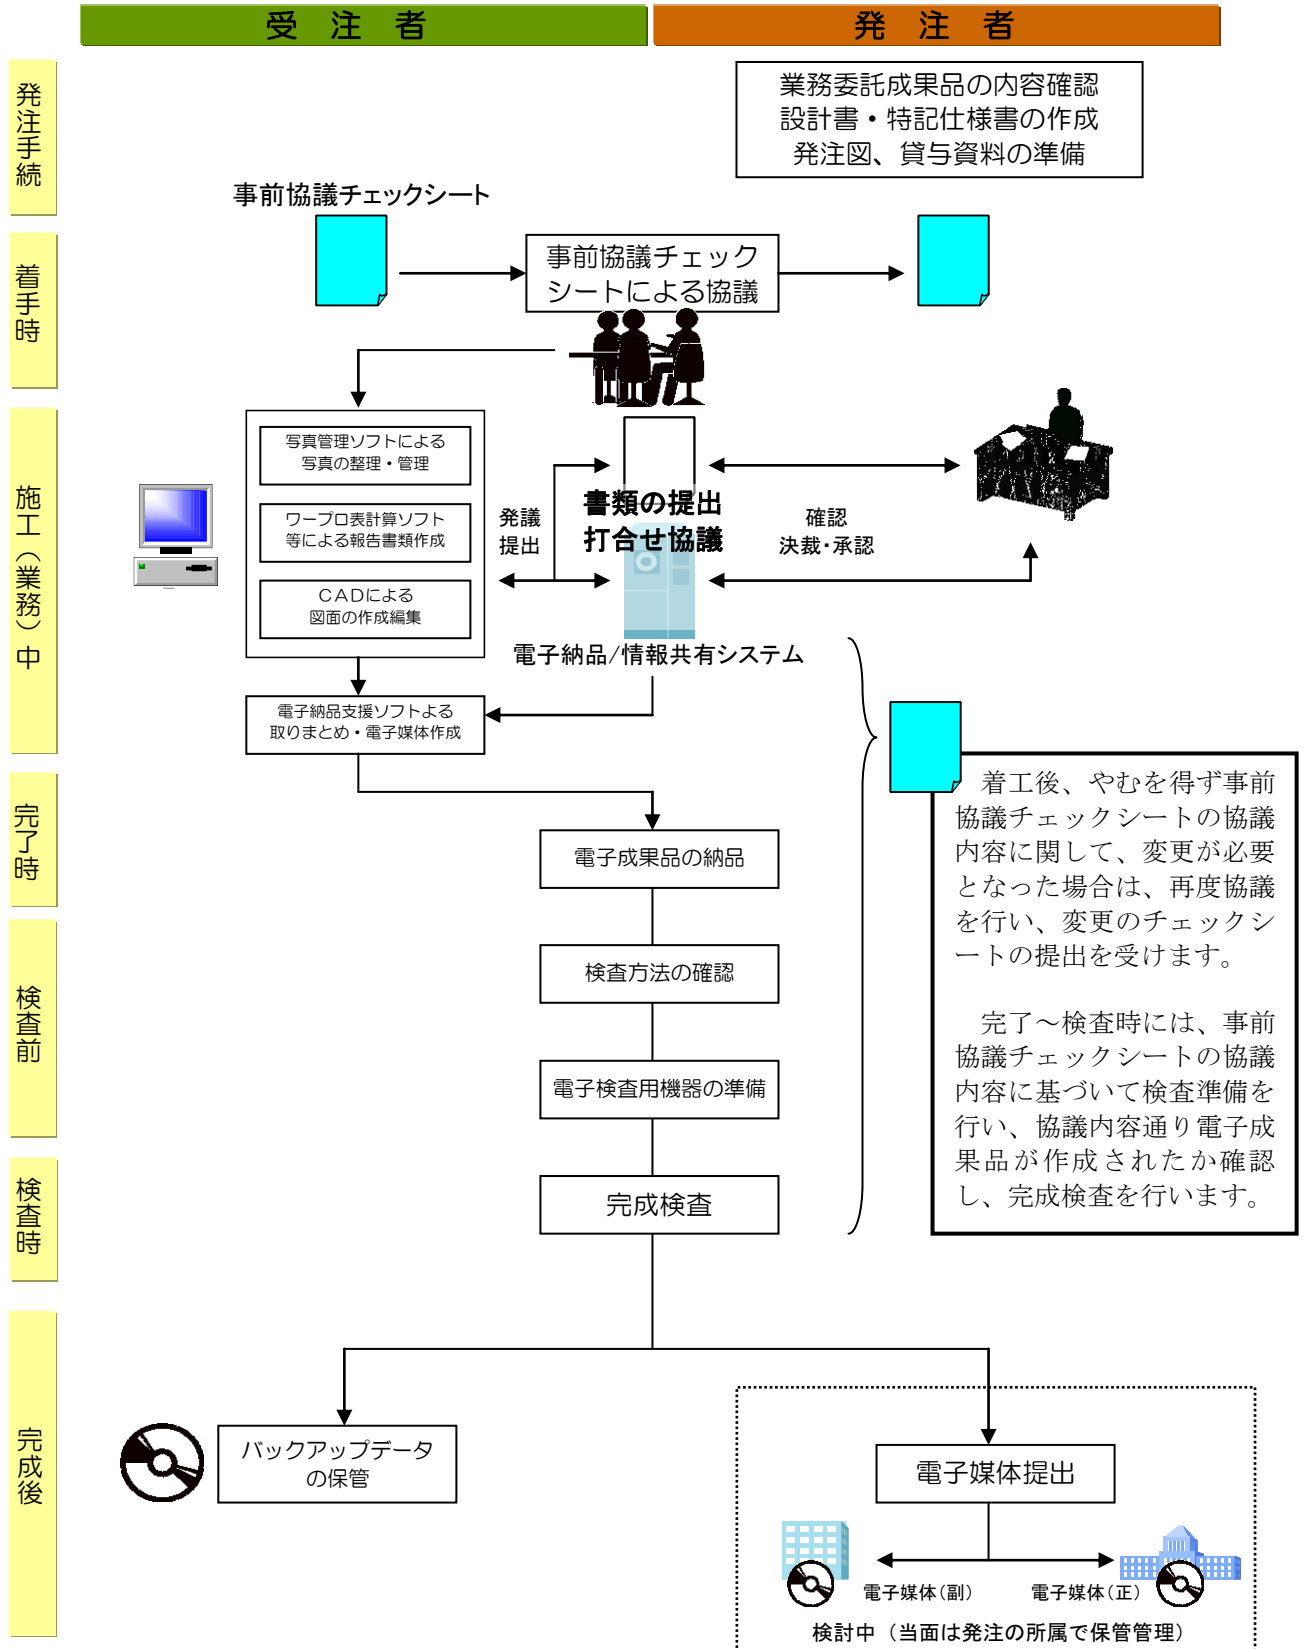 受注者
発注者
発注手続
業務委託成果品の内容確認
設計書・特記仕様書の作成
発注図、貸与資料の準備
事前協議チェックシート
着手時
事前協議チェック
シートによる協議
施工（業務）中
写真管理ソフトによる
写真の整理・管理
ワープロ表計算ソフト
等による報告書類作成
ＣＡＤによる
図面の作成編集
発議
提出
書類の提出
打合せ協議
確認
決裁・承認
電子納品/情報共有システム
電子納品支援ソフトよる
取りまとめ・電子媒体作成
着工後、やむを得ず事前
協議チェックシートの協議
内容に関して、変更が必要
となった場合は、再度協議
を行い、変更のチェックシ
ートの提出を受けます。
完了～検査時には、事前
協議チェックシートの協議
内容に基づいて検査準備を
行い、協議内容通り電子成
果品が作成されたか確認
し、完成検査を行います。
完了時
電子成果品の納品
検査前
検査方法の確認
電子検査用機器の準備
検査時
完成検査
完成後
バックアップデータ
の保管
電子媒体提出
電子媒体（副）
電子媒体（正）
検討中（当面は発注の所属で保管管理）